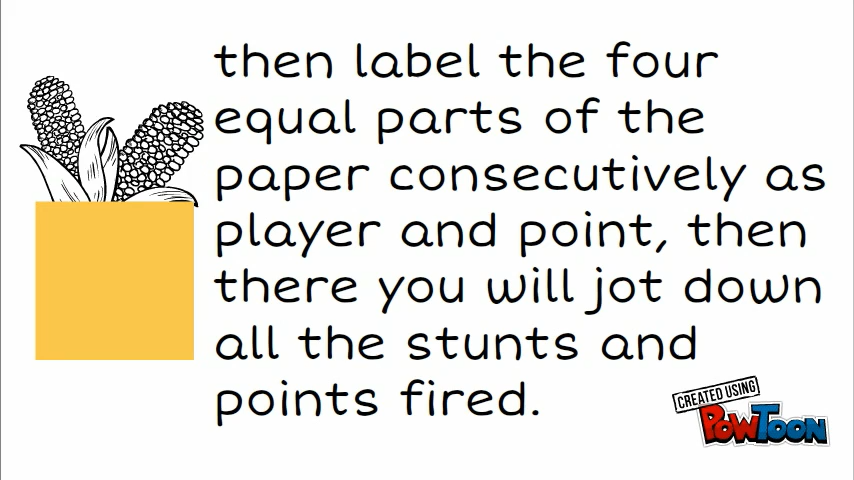 then label the four
equal parts of the
paper consecutively as
player and point, then
there you will jot down
all the stunts and
points fired.
CREATED USING
POWTOON